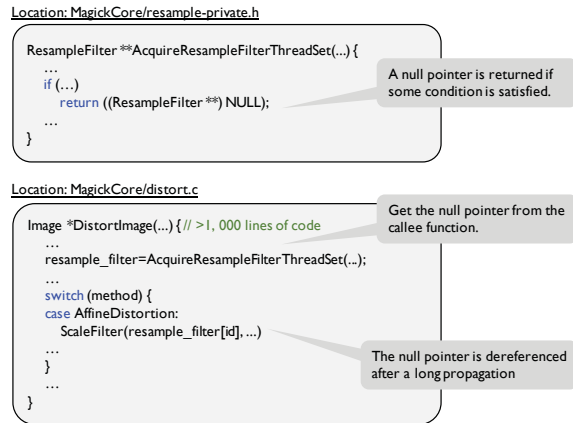 Location: MagickCore/resample-private.h
ResampleFilter **AcquireResampleFilterThreadSet(...) {
…
if (…)
return ((ResampleFilter **) NULL);
…
}
A null pointer is returned if
some condition is satisfied.
Location: MagickCore/distort.c
Image *DistortImage(...) { // >1, 000 lines of code
…
resample_filter=AcquireResampleFilterThreadSet(...);
…
switch (method) {
case AffineDistortion:
ScaleFilter(resample_filter[id], ...)
…
}
…
}
Get the null pointer from the
callee function.
The null pointer is dereferenced
after a long propagation